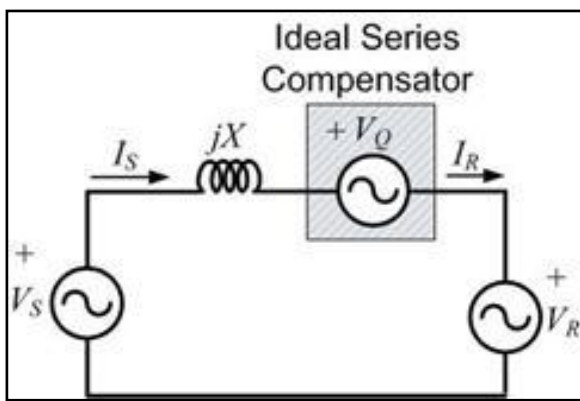 Ideal Series
Compensator
jX
+ V_Q
I_S
I_R
+
V_S
+
V_R